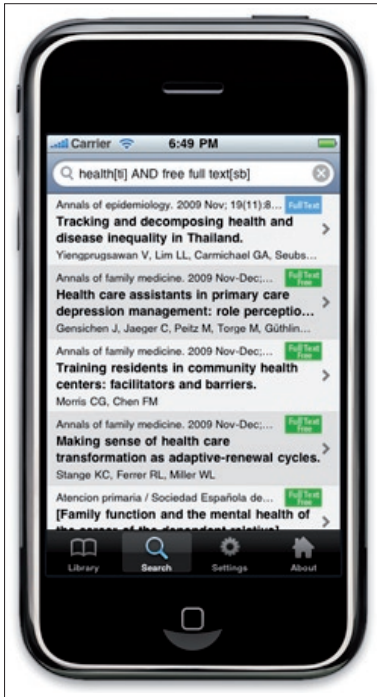 Carrier 6:49 PM
health[ti] AND free full text[sb]
Annals of epidemiology. 2009 Nov; 19(11):8... Full Text
Tracking and decomposing health and
disease inequality in Thailand.
Yiengprugsawan V, Lim LL, Carmichael GA, Seubs...
Annals of family medicine. 2009 Nov-Dec;... Full Text
Free
Health care assistants in primary care
depression management: role perceptio...
Gensichen J, Jaeger C, Peitz M, Torge M, Güthlin...
Annals of family medicine. 2009 Nov-Dec;... Full Text
Free
Training residents in community health
centers: facilitators and barriers.
Morris CG, Chen FM
Annals of family medicine. 2009 Nov-Dec;... Full Text
Free
Making sense of health care
transformation as adaptive-renewal cycles.
Stange KC, Ferrer RL, Miller WL
Atencion primaria / Sociedad Española de... Full Text
Free
[Family function and the mental health of
the career of the dependent relative]
Library Search Settings About